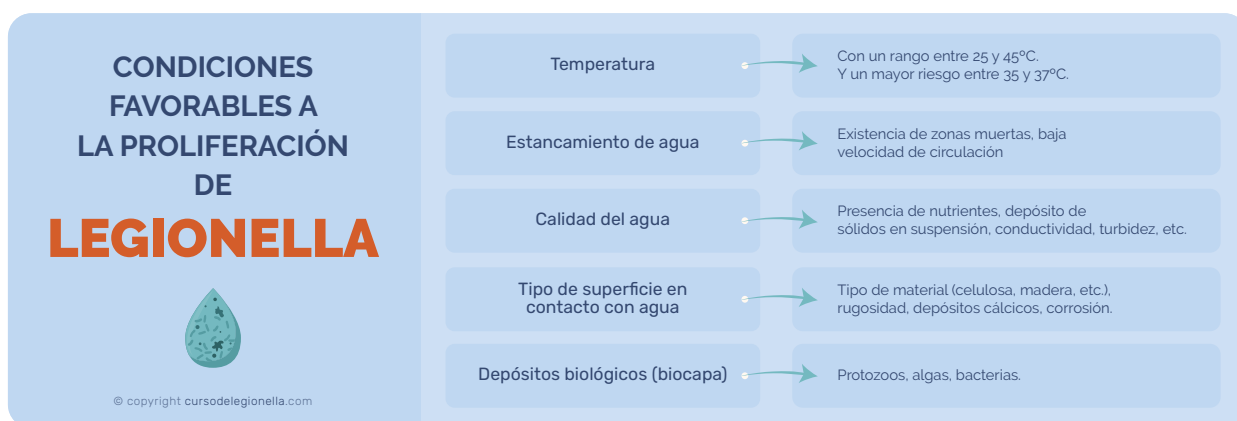 CONDICIONES
FAVORABLES A
LA PROLIFERACIÓN
DE
LEGIONELLA
© copyright cursodelegionella.com
Temperatura
Con un rango entre 25 y 45ºC.
Y un mayor riesgo entre 35 y 37ºC.
Estancamiento de agua
Existencia de zonas muertas, baja
velocidad de circulación
Calidad del agua
Presencia de nutrientes, depósito de
sólidos en suspensión, conductividad, turbidez, etc.
Tipo de superficie en
contacto con agua
Tipo de material (celulosa, madera, etc.),
rugosidad, depósitos cálcicos, corrosión.
Depósitos biológicos (biocapa)
Protozoos, algas, bacterias.